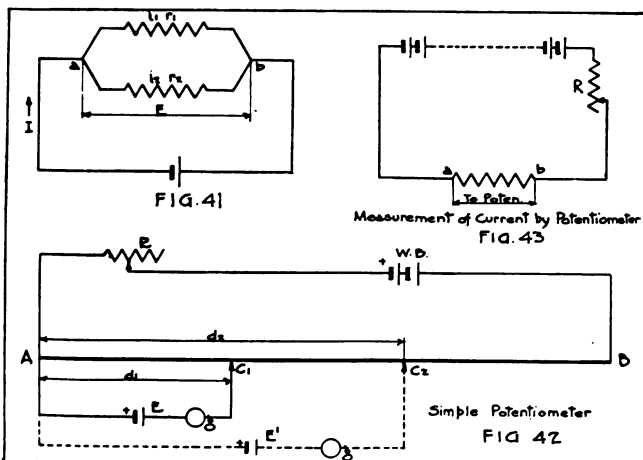 i₁ r₁
a b
i₂ r₂
E
I
FIG. 41
R
a b
To Poten.
Measurement of Current by Potentiometer
FIG. 43
R
+ W.B.
d₂
A B
d₁
C₁ C₂
+ E g
+ E' g
Simple Potentiometer
FIG 42